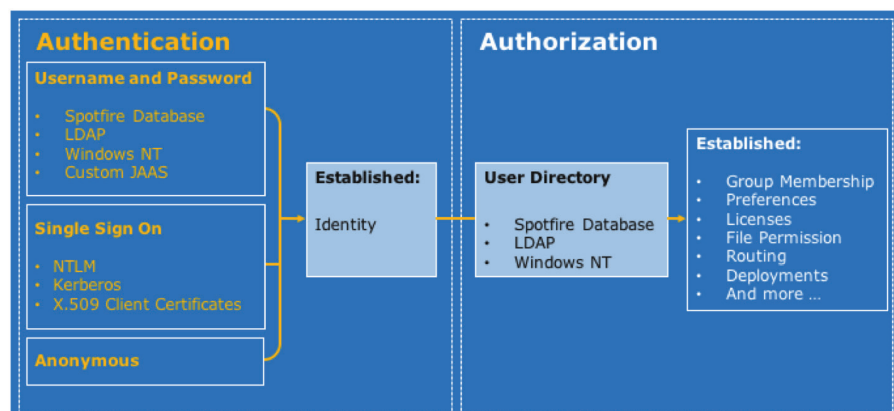 Authentication
Username and Password
• Spotfire Database
• LDAP
• Windows NT
• Custom JAAS
Single Sign On
• NTLM
• Kerberos
• X.509 Client Certificates
Anonymous
Established:
Identity
Authorization
User Directory
• Spotfire Database
• LDAP
• Windows NT
Established:
• Group Membership
• Preferences
• Licenses
• File Permission
• Routing
• Deployments
• And more ...